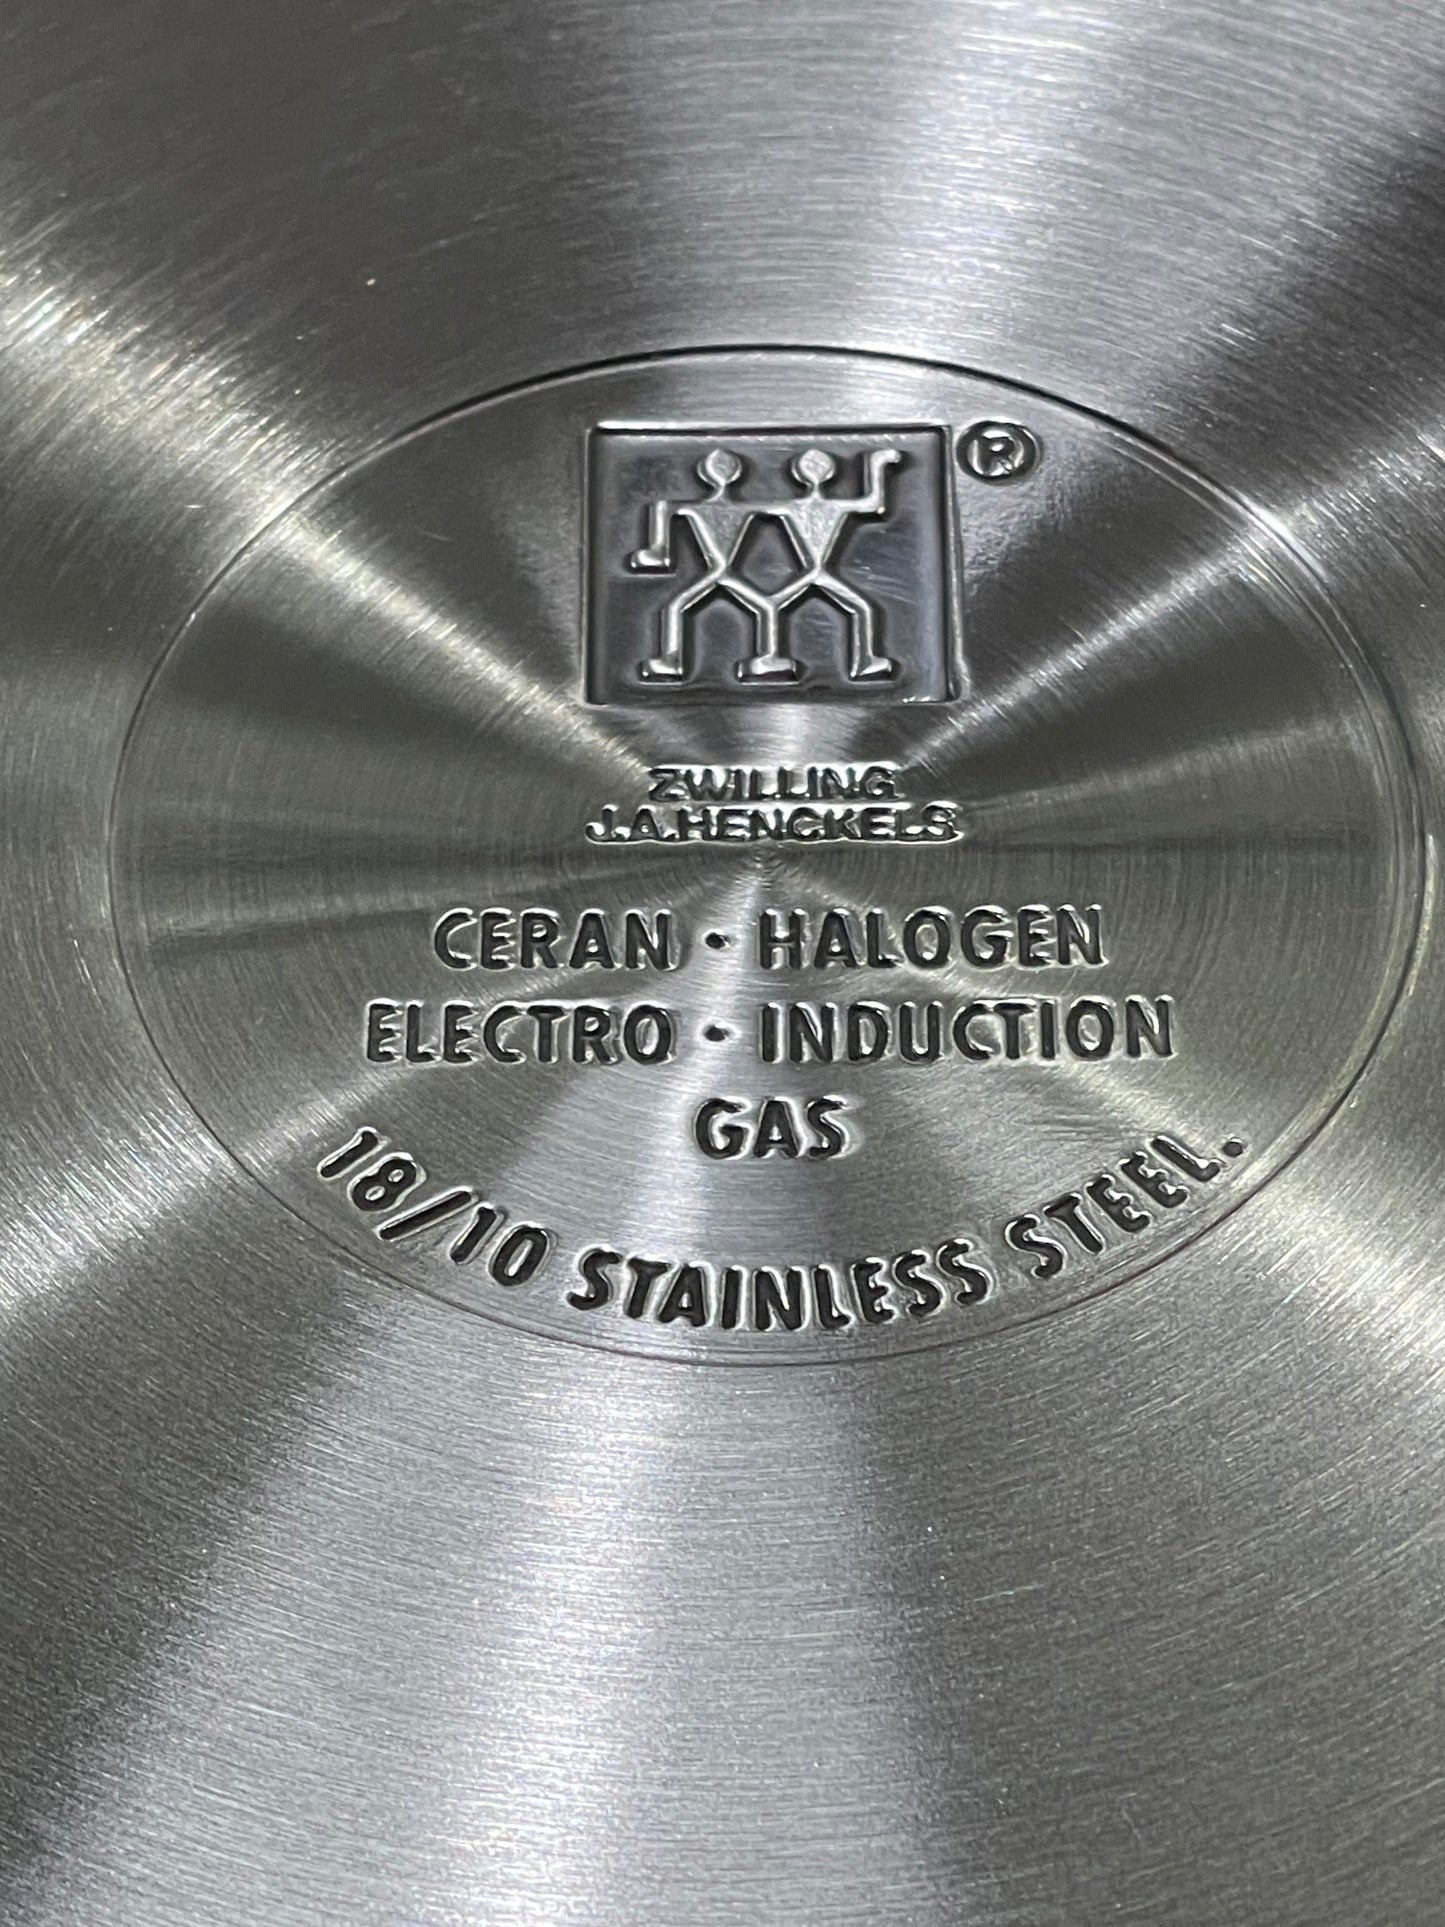 ®
ZWILLING
J.A.HENCKELS
CERAN · HALOGEN
ELECTRO · INDUCTION
GAS
18/10 STAINLESS STEEL.